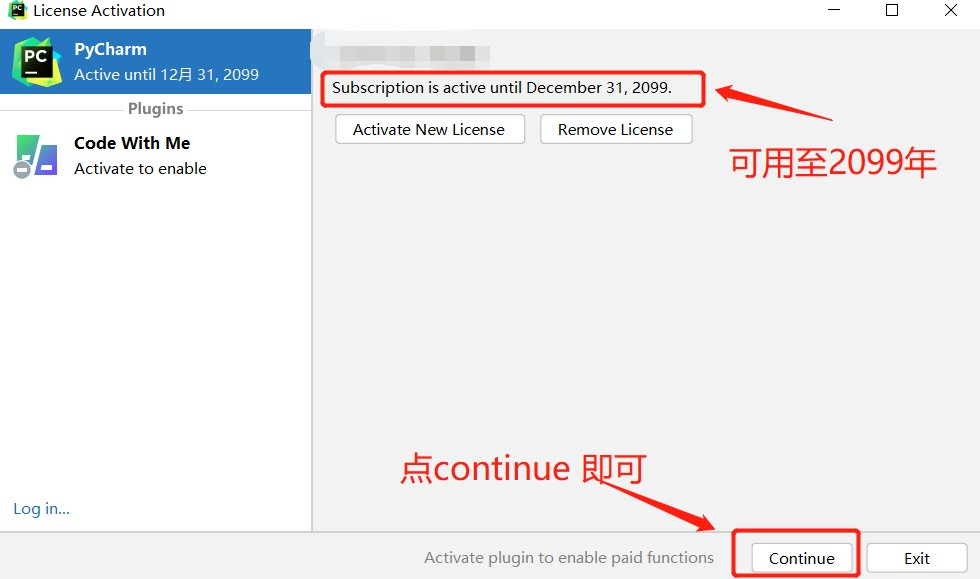 License Activation
PC
PyCharm
Active until 12月 31, 2099
Plugins
Code With Me
Activate to enable
Log in...
Subscription is active until December 31, 2099.
Activate New License
Remove License
可用至2099年
点continue 即可
Activate plugin to enable paid functions
Continue
Exit